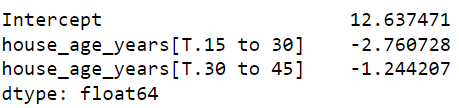 Intercept 12.637471
house_age_years[T.15 to 30] -2.760728
house_age_years[T.30 to 45] -1.244207
dtype: float64